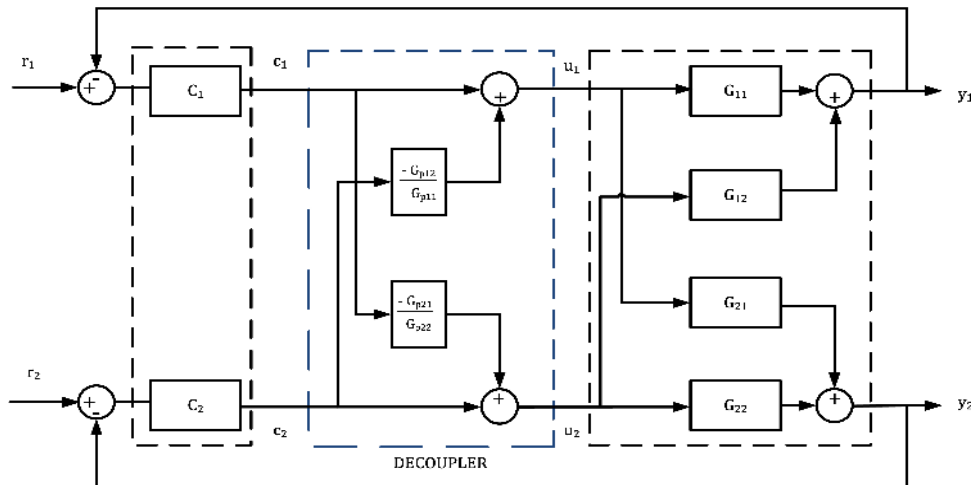 r₁
-
C₁
c₁
+
u₁
G₁₁
+
y₁
- Gₚ₁₂
Gₚ₁₁
G₁₂
- Gₚ₂₁
Gₚ₂₂
G₂₁
r₂
+
-
C₂
c₂
+
u₂
G₂₂
+
y₂
DECOUPLER